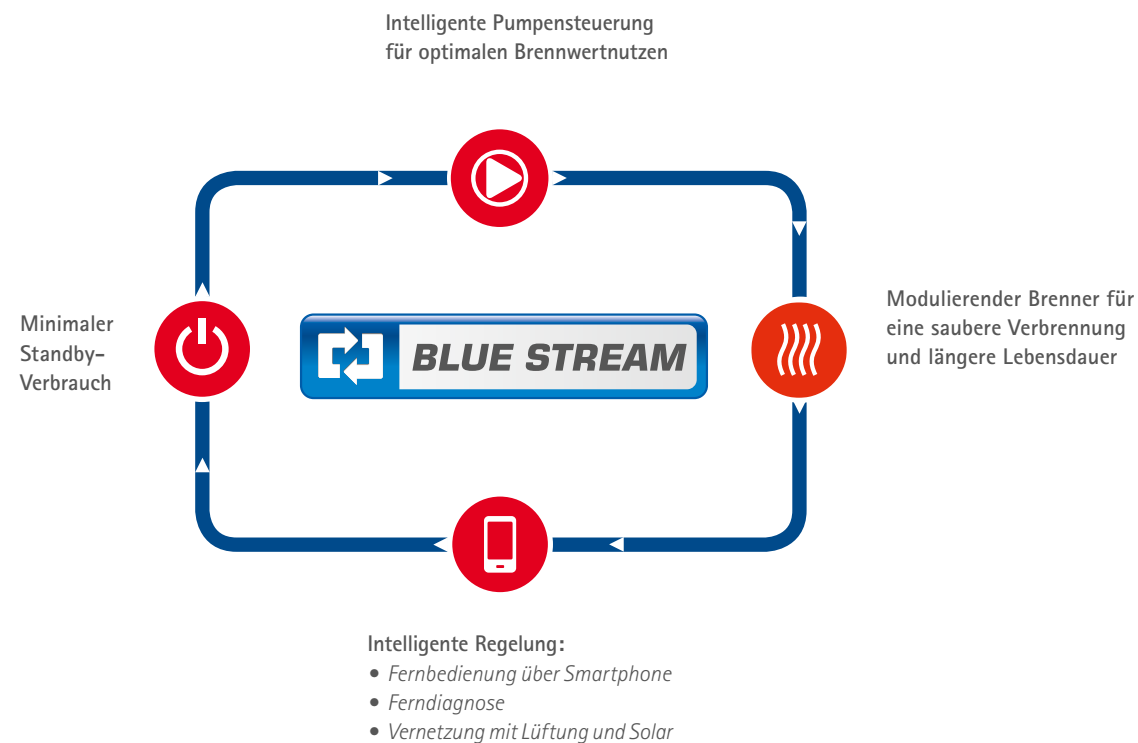 Intelligente Pumpensteuerung
für optimalen Brennwertnutzen
Minimaler
Standby-
Verbrauch
BLUE STREAM
Modulierender Brenner für
eine saubere Verbrennung
und längere Lebensdauer
Intelligente Regelung:
• Fernbedienung über Smartphone
• Ferndiagnose
• Vernetzung mit Lüftung und Solar